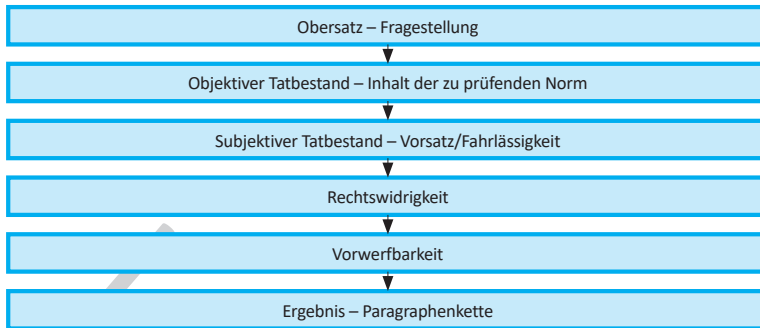 Obersatz – Fragestellung
Objektiver Tatbestand – Inhalt der zu prüfenden Norm
Subjektiver Tatbestand – Vorsatz/Fahrlässigkeit
Rechtswidrigkeit
Vorwerfbarkeit
Ergebnis – Paragraphenkette